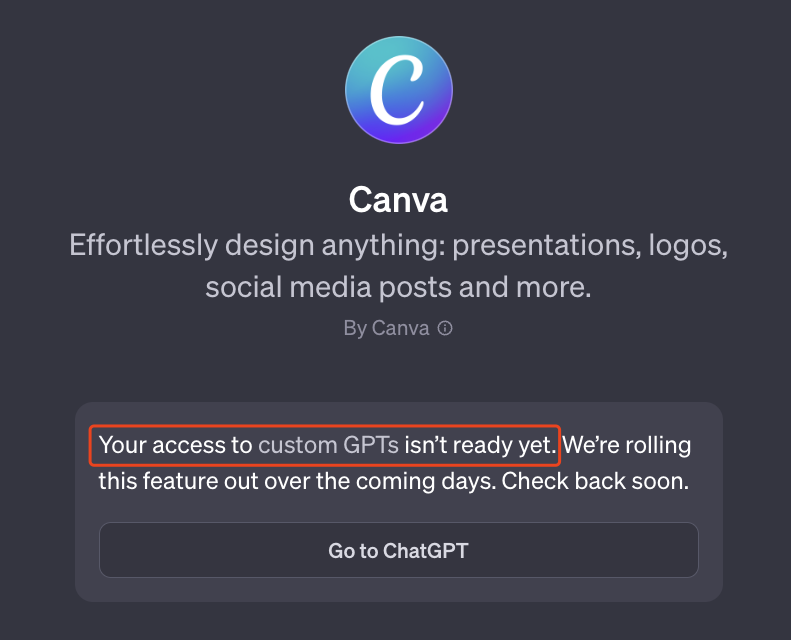 C
Canva
Effortlessly design anything: presentations, logos,
social media posts and more.
By Canva
Your access to custom GPTs isn’t ready yet. We’re rolling
this feature out over the coming days. Check back soon.
Go to ChatGPT